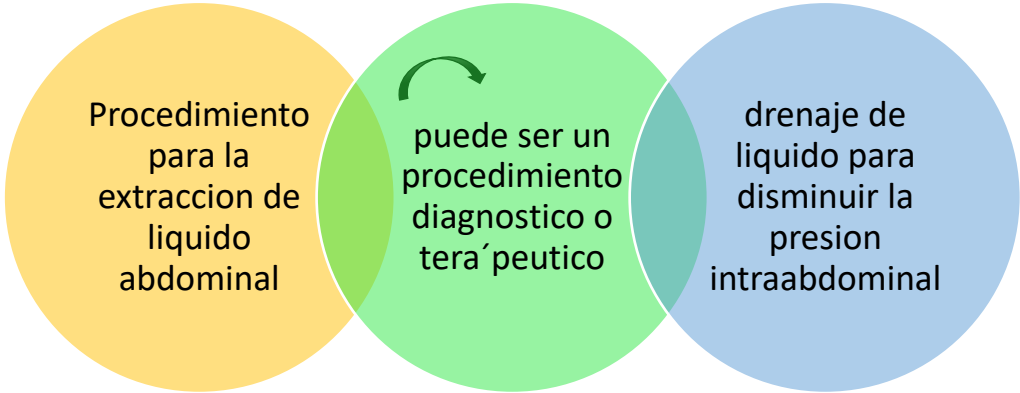 Procedimiento
para la
extraccion de
liquido
abdominal
puede ser un
procedimiento
diagnostico o
tera´peutico
drenaje de
liquido para
disminuir la
presion
intraabdominal